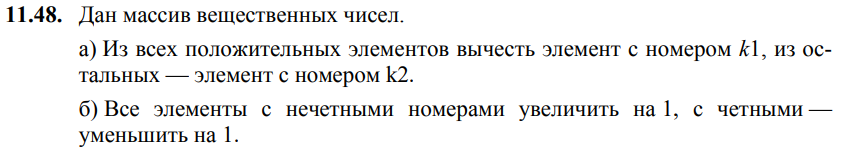 11.48. Дан массив вещественных чисел.
а) Из всех положительных элементов вычесть элемент с номером k1, из ос-
тальных — элемент с номером k2.
б) Все элементы с нечетными номерами увеличить на 1, с четными —
уменьшить на 1.